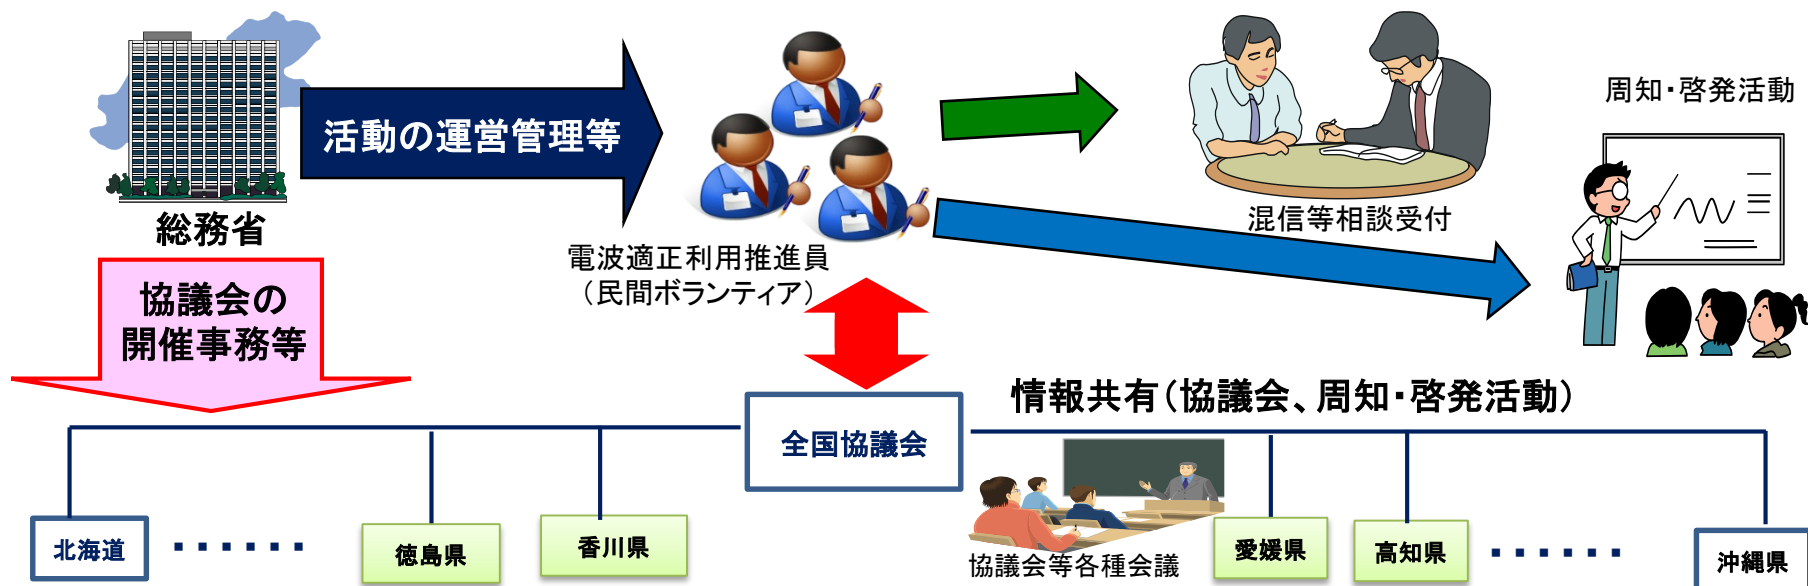 周知・啓発活動
活動の運営管理等
総務省
混信等相談受付
電波適正利用推進員
（民間ボランティア）
協議会の
開催事務等
情報共有（協議会、周知・啓発活動）
全国協議会
北海道
・・・・・・
徳島県
香川県
協議会等各種会議
愛媛県
高知県
・・・・・・
沖縄県